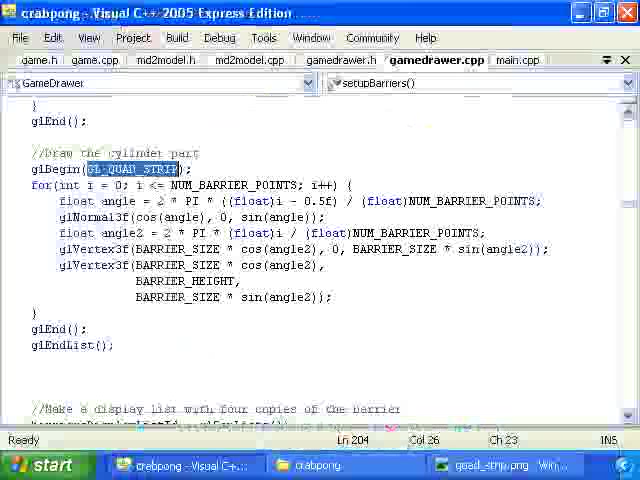 crabpong - Visual C++ 2005 Express Edition
File Edit View Project Build Debug Tools Window Community Help
game.h game.cpp md2model.h md2model.cpp gamedrawer.h gamedrawer.cpp main.cpp
GameDrawer setupBarriers()
}
glEnd();
//Draw the cylinder part
glBegin(GL_QUAD_STRIP);
for(int i = 0; i <= NUM_BARRIER_POINTS; i++) {
float angle = 2 * PI * ((float)i - 0.5f) / (float)NUM_BARRIER_POINTS;
glNormal3f(cos(angle), 0, sin(angle));
float angle2 = 2 * PI * (float)i / (float)NUM_BARRIER_POINTS;
glVertex3f(BARRIER_SIZE * cos(angle2), 0, BARRIER_SIZE * sin(angle2));
glVertex3f(BARRIER_SIZE * cos(angle2),
BARRIER_HEIGHT,
BARRIER_SIZE * sin(angle2));
}
glEnd();
glEndList();
//Make a display list with four copies of the barrier
Ready Ln 204 Col 26 Ch 23 INS
start crabpong - Visual C+... crabpong quad_strip.png - Win...